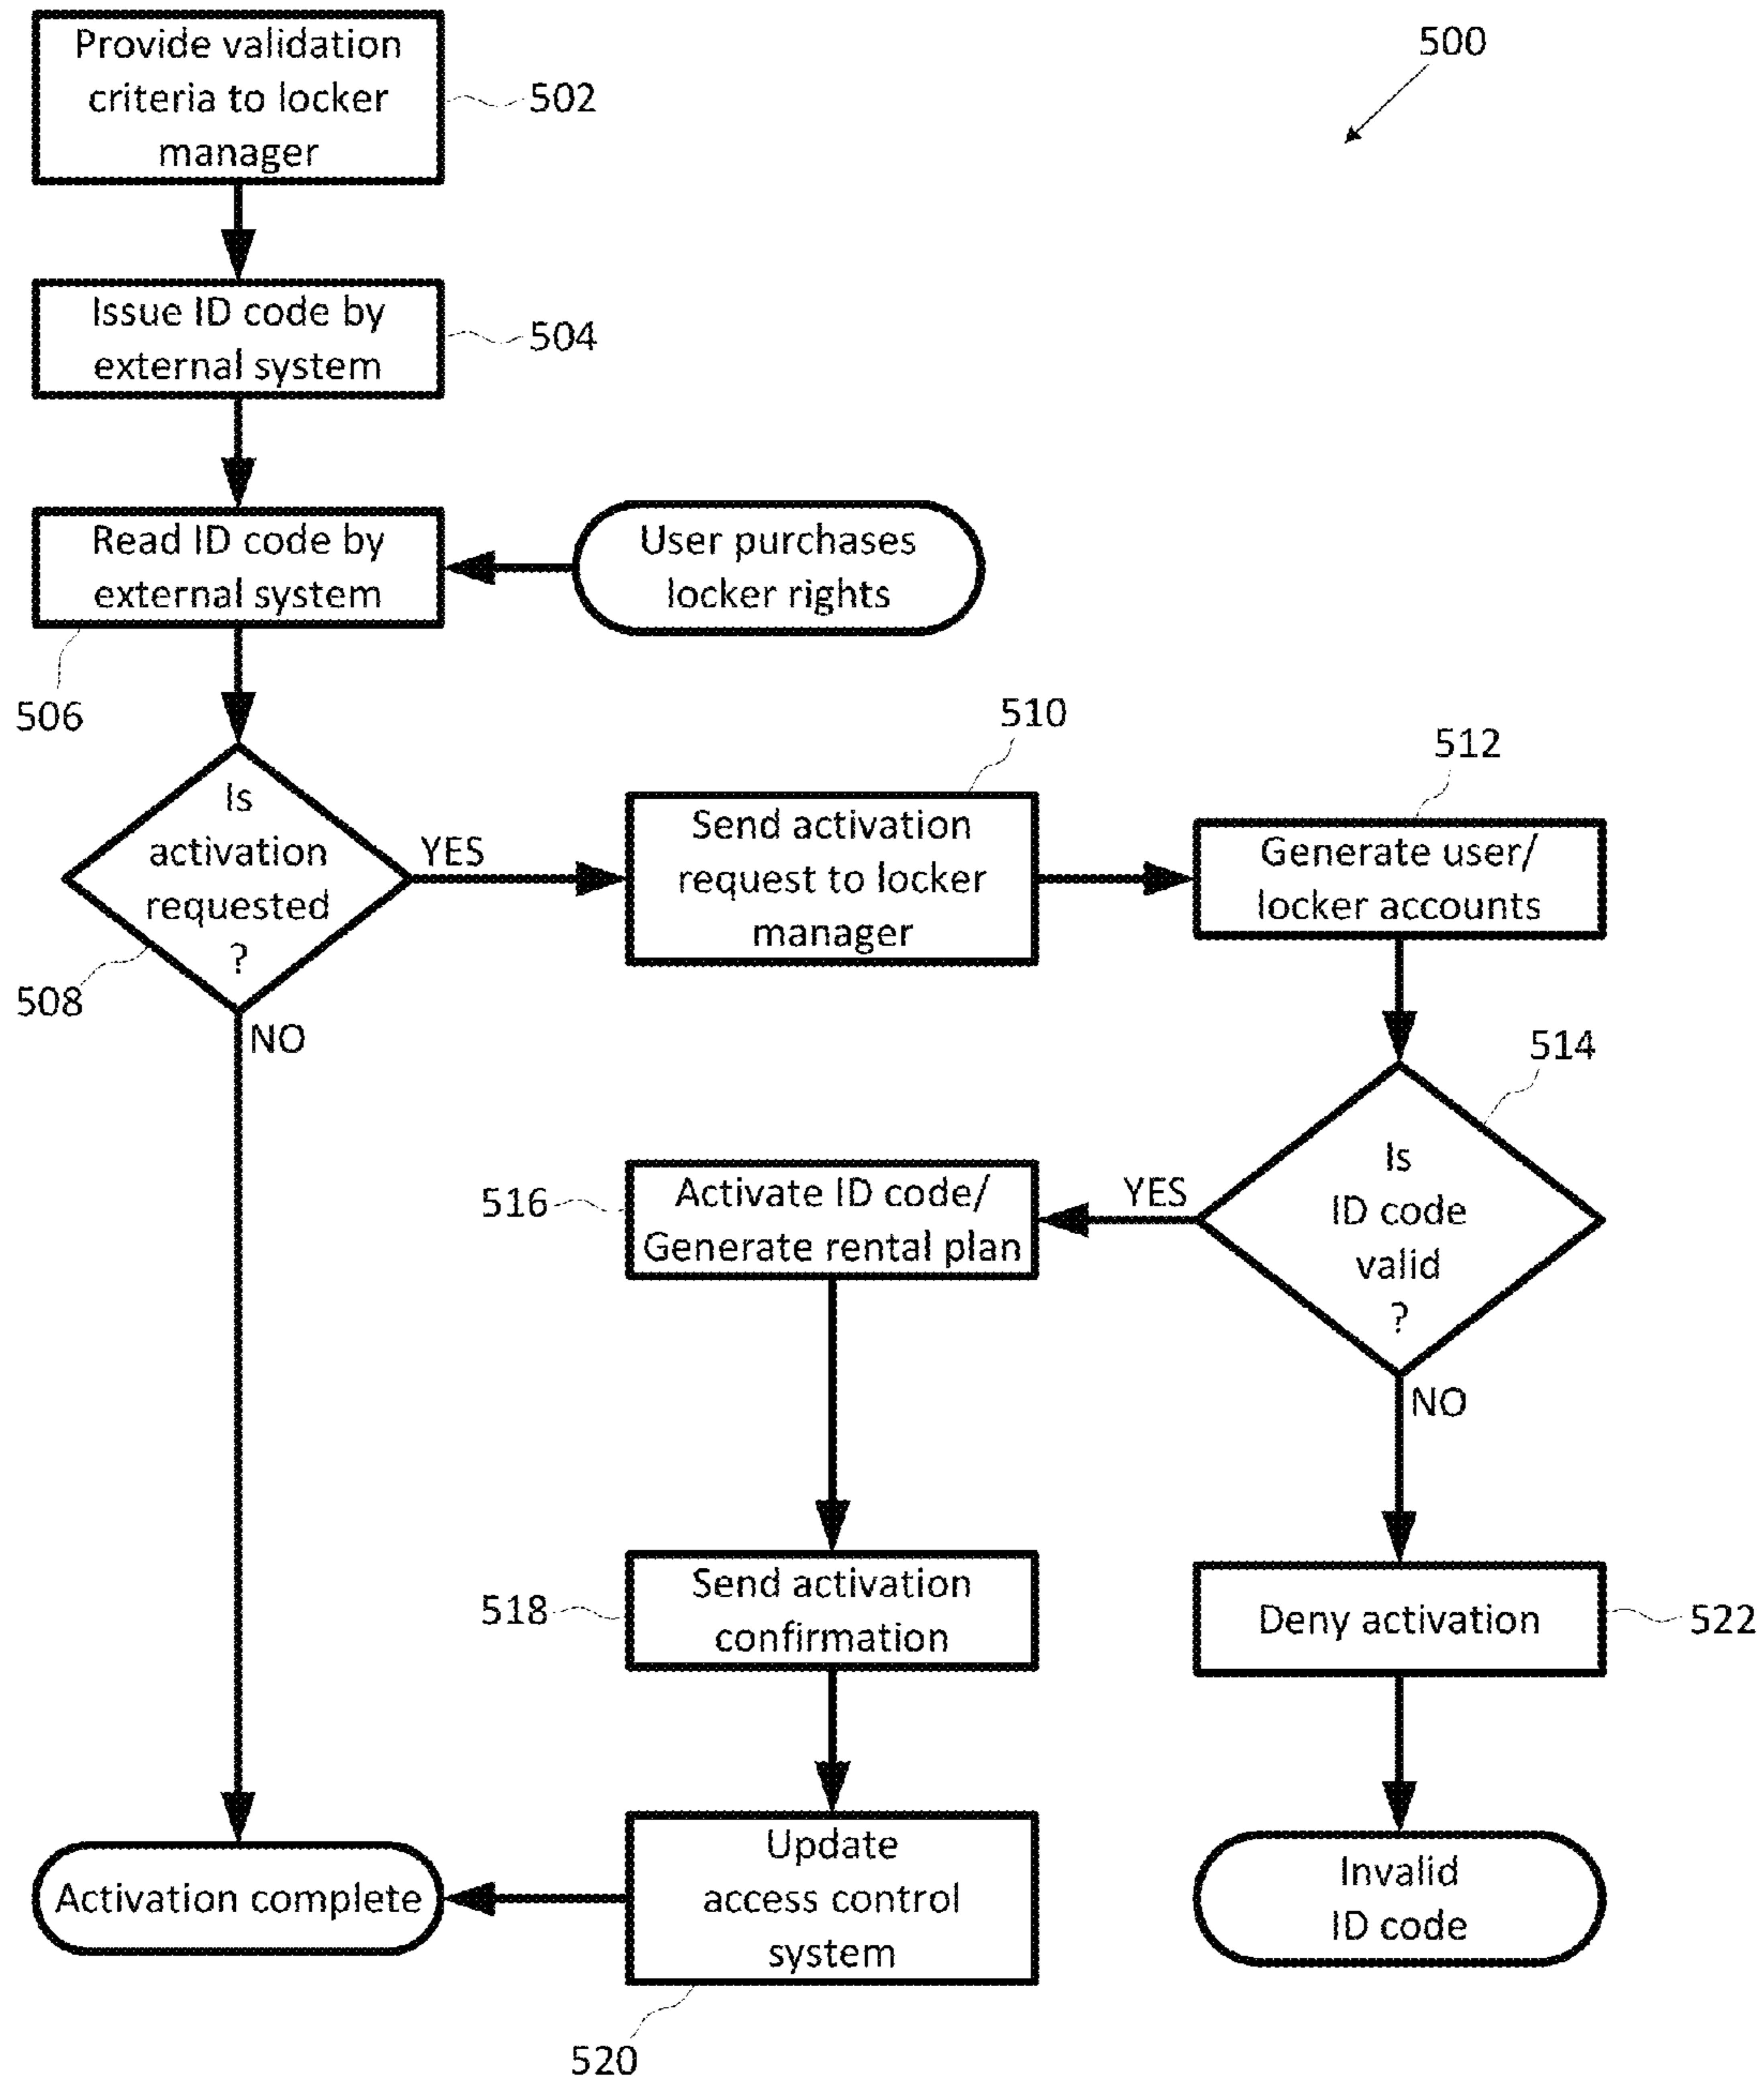 Provide validation
criteria to locker
manager
502
500
Issue ID code by
external system
504
Read ID code by
external system
506
User purchases
locker rights
Is
activation
requested
?
508
YES
NO
510
Send activation
request to locker
manager
512
Generate user/
locker accounts
514
Is
ID code
valid
?
YES
NO
516
Activate ID code/
Generate rental plan
518
Send activation
confirmation
Deny activation
522
Update
access control
system
520
Activation complete
Invalid
ID code